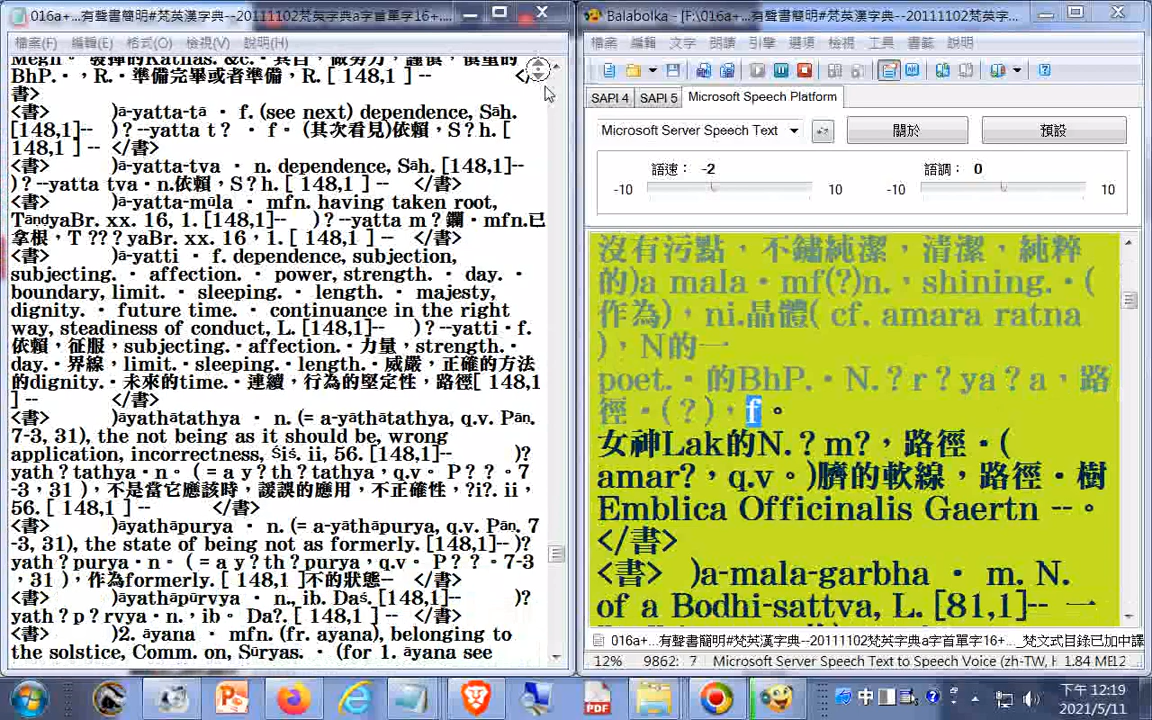 016a+...有聲書簡明#梵英漢字典--20111102梵英字典a字首單字16+...
檔案(F) 編輯(E) 格式(O) 檢視(V) 說明(H)
BhP.・, R.・準備完畢或者準備, R. [ 148,1] -- </
書>
<書> )ā-yatta-tā ・ f. (see next) dependence, Sāh.
[148,1]-- )? --yatta t? ・ f。(其次看見)依賴, S?h. [
148,1 ] -- </書>
<書> )ā-yatta-tva ・ n. dependence, Sāh. [148,1]--
)? --yatta tva・n.依賴, S?h. [ 148,1 ] </書>
<書> )ā-yatta-mūla ・ mfn. having taken root,
TāṇḍyaBr. xx. 16, 1. [148,1]-- )? --yatta m?鑼・mfn.已
拿根, T ???yaBr. xx. 16,1. [ 148,1 ] -- </書>
<書> )ā-yatti ・ f. dependence, subjection,
subjecting. ・ affection. ・ power, strength. ・ day. ・
boundary, limit. ・ sleeping. ・ length. ・ majesty,
dignity. ・ future time. ・ continuance in the right
way, steadiness of conduct, L. [148,1]-- )? --yatti・f.
依賴,征服,subjecting.・affection.・力量,strength.・
day.・界線,limit.・sleeping.・length.・威嚴,正確的方法
的dignity.・未來的time.・連續,行為的堅定性,路徑[ 148,1
] -- </書>
<書> )āyathātathya ・ n. (= a-yāthātathya, q.v. Pāṇ.
7-3, 31), the not being as it should be, wrong
application, incorrectness, Śiś. ii, 56. [148,1]-- )?
yath?tathya・n。( = a y?th?tathya,q.v。P??。7
-3,31 ),不是當它應該時,謖誤的應用,不正確性,?i?. ii,
56. [ 148,1 ] -- </書>
<書> )āyathāpurya ・ n. (= a-yāthāpurya, q.v. Pāṇ. 7
-3, 31), the state of being not as formerly. [148,1]-- )?
yath?purya・n。( = a y?th?purya,q.v。P??。7-3
,31 ),作為formerly. [ 148,1 ]不的狀態-- </書>
<書> )āyathāpūrvya ・ n., ib. Daś. [148,1]-- )?
yath?p?rvya・n.,ib。Da?. [ 148,1 ] -- </書>
<書> )2. āyana ・ mfn. (fr. ayana), belonging to
the solstice, Comm. on, Sūryas. ・ (for 1. āyana see
Balabolka - [F:\016a+...有聲書簡明#梵英漢字典--20111102梵英字...
檔案 編輯 文字 朗讀 引擎 選項 檢視 工具 書籤 說明
SAPI 4 SAPI 5 Microsoft Speech Platform
Microsoft Server Speech Text 關於 預設
語速： -2 語調： 0
-10 10 -10 10
沒有污點,不鏽純潔,清潔,純粹
的)a mala・mf(?)n.,shining.・(
作為),ni.晶體( cf. amara ratna
),N的一
poet.・的BhP.・N.?r?ya?a,路
徑・(?),f。
女神Lak的N.?m?,路徑・(
amar?,q.v。)臍的軟線,路徑・樹
Emblica Officinalis Gaertn --。
</書>
<書> )a-mala-garbha ・ m. N.
of a Bodhi-sattva, L. [81,1]-- 一
016a+...有聲書簡明#梵英漢字典--20111102梵英字典a字首單字16+..._梵文式目錄已加中譯
12% 9862: 7 Microsoft Server Speech Text to Speech Voice (zh-TW, H 1.84 ME12
中
下午 12:19
2021/5/11